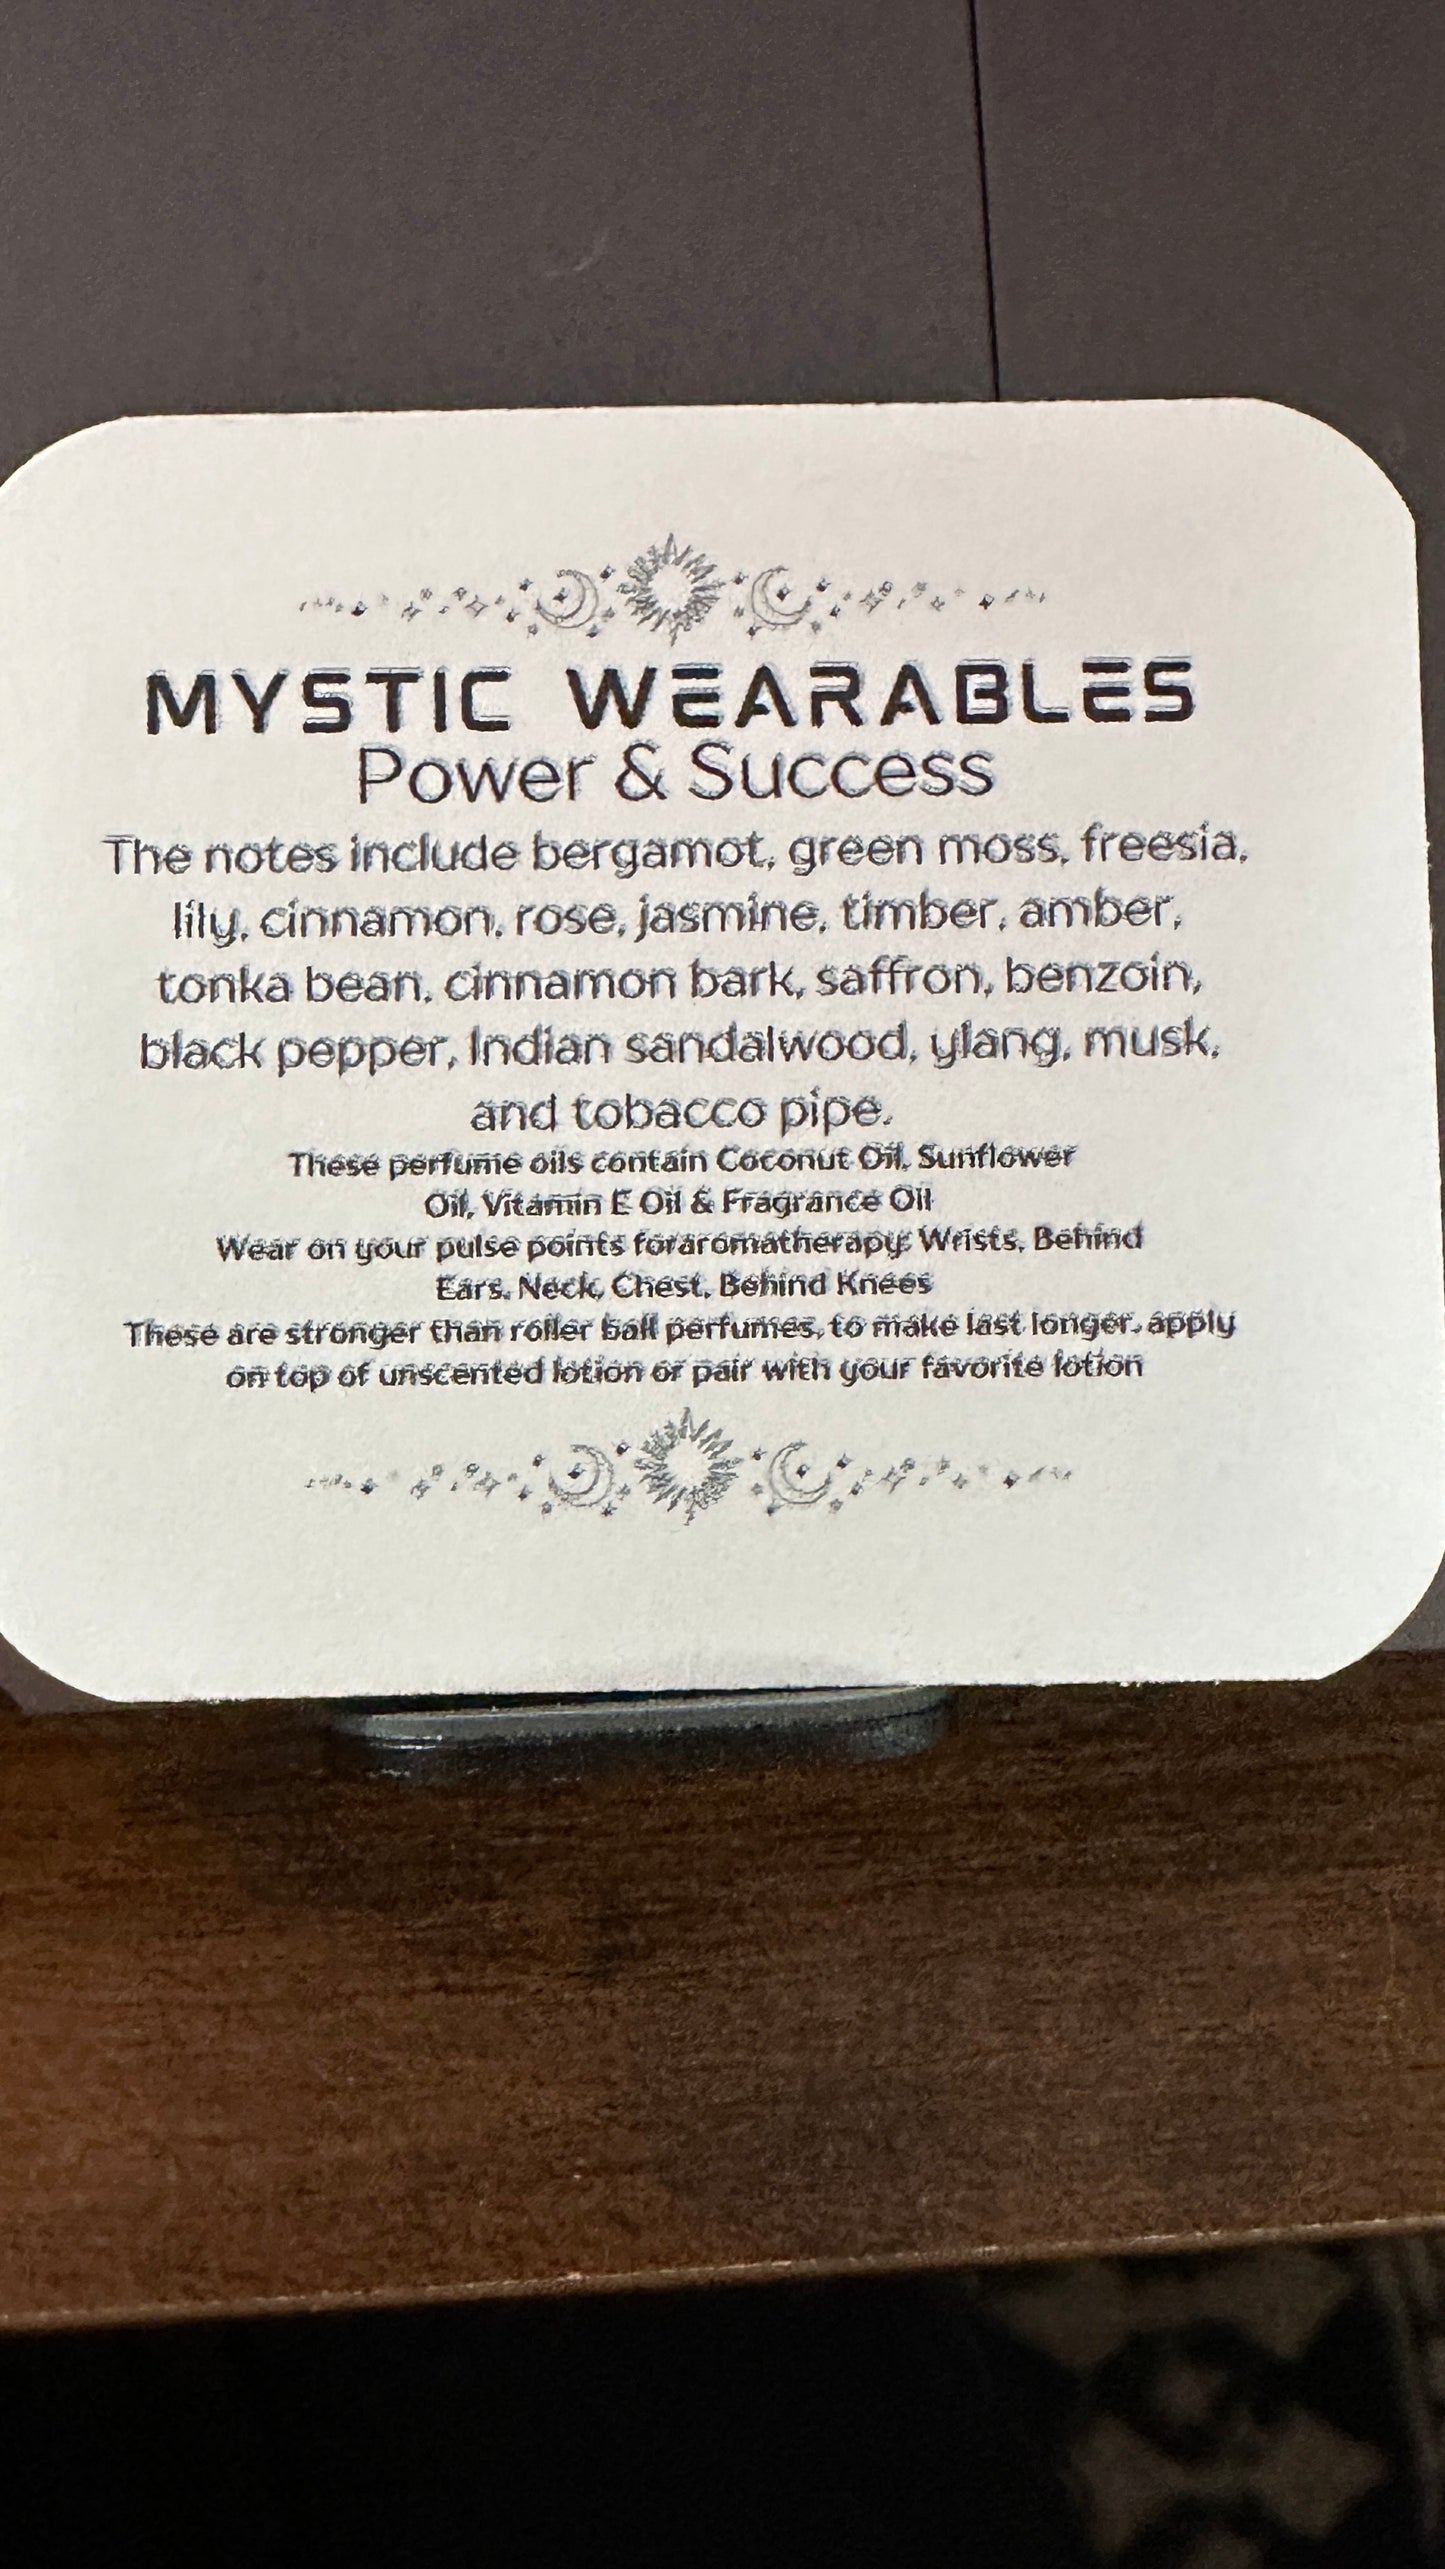 MYSTIC WEARABLES
Power & Success
The notes include bergamot, green moss, freesia,
lily, cinnamon, rose, jasmine, timber, amber,
tonka bean, cinnamon bark, saffron, benzoin,
black pepper, Indian sandalwood, ylang, musk,
and tobacco pipe.
These perfume oils contain Coconut Oil, Sunflower
Oil, Vitamin E Oil & Fragrance Oil
Wear on your pulse points foraromatherapy: Wrists, Behind
Ears, Neck, Chest, Behind Knees
These are stronger than roller ball perfumes, to make last longer, apply
on top of unscented lotion or pair with your favorite lotion